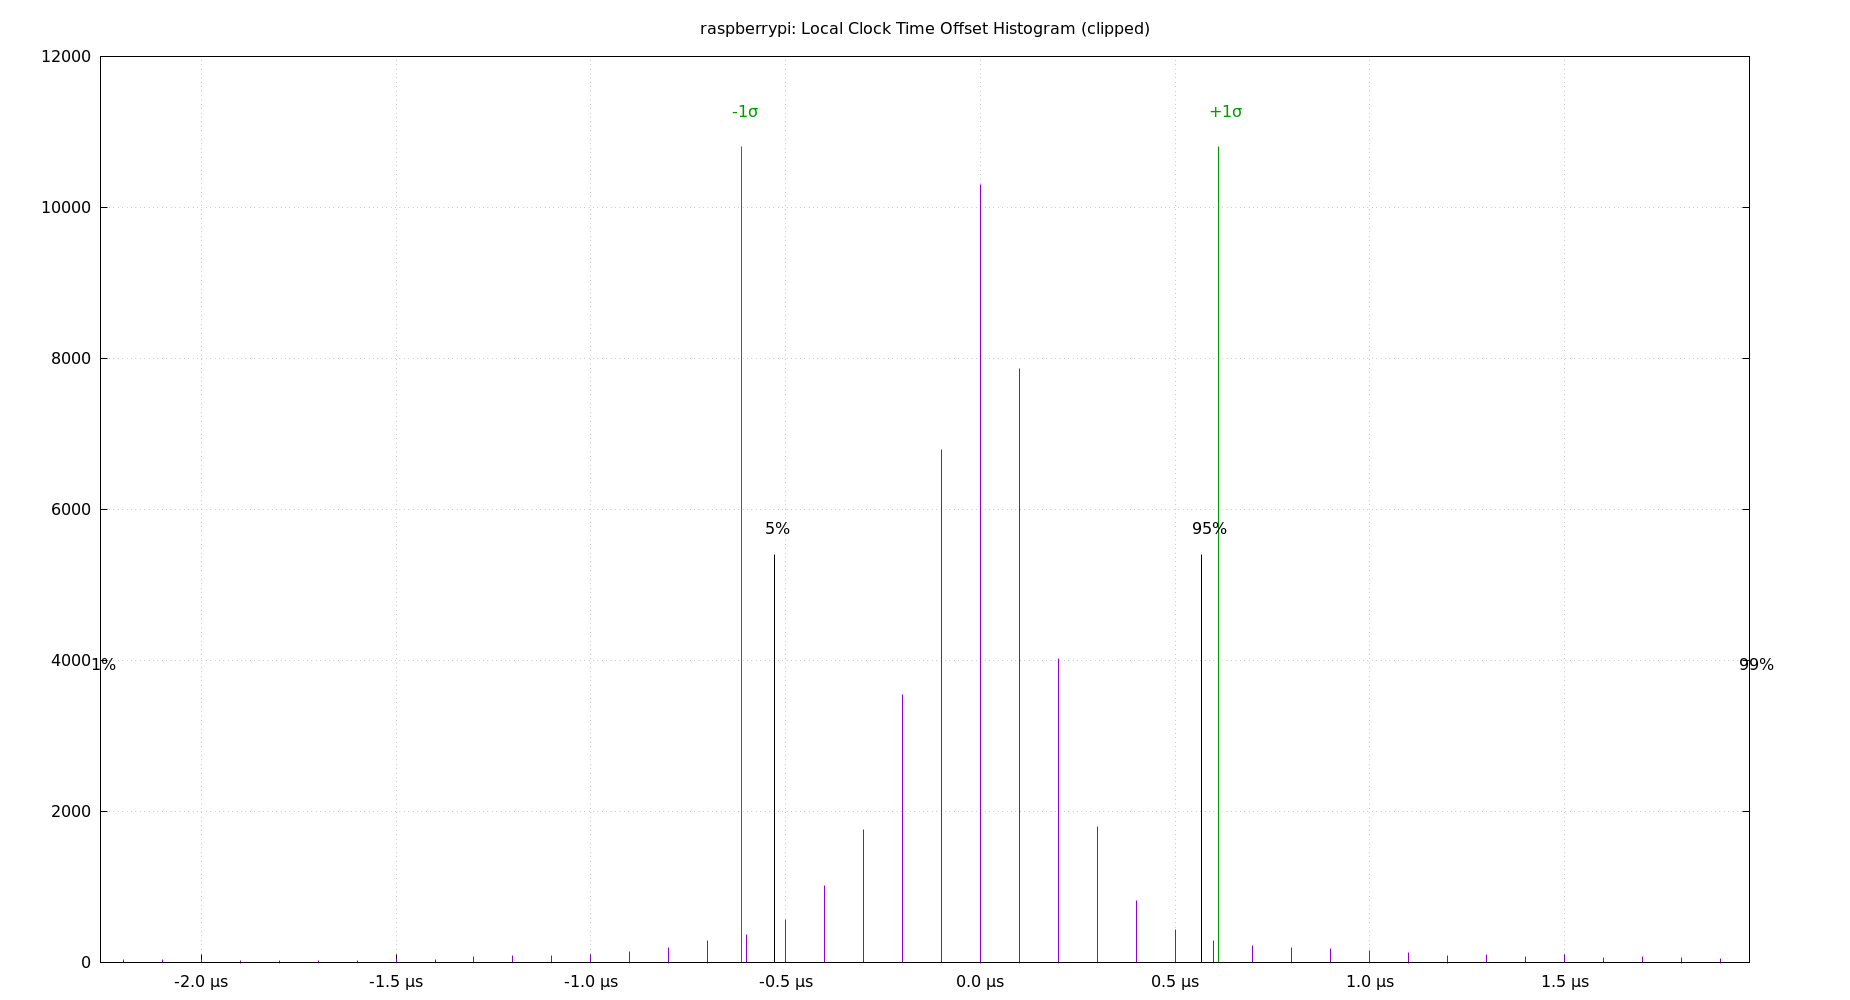 raspberrypi: Local Clock Time Offset Histogram (clipped)
12000
-1σ
+1σ
10000
8000
6000
5%
95%
4000
1%
99%
2000
0
-2.0 µs
-1.5 µs
-1.0 µs
-0.5 µs
0.0 µs
0.5 µs
1.0 µs
1.5 µs